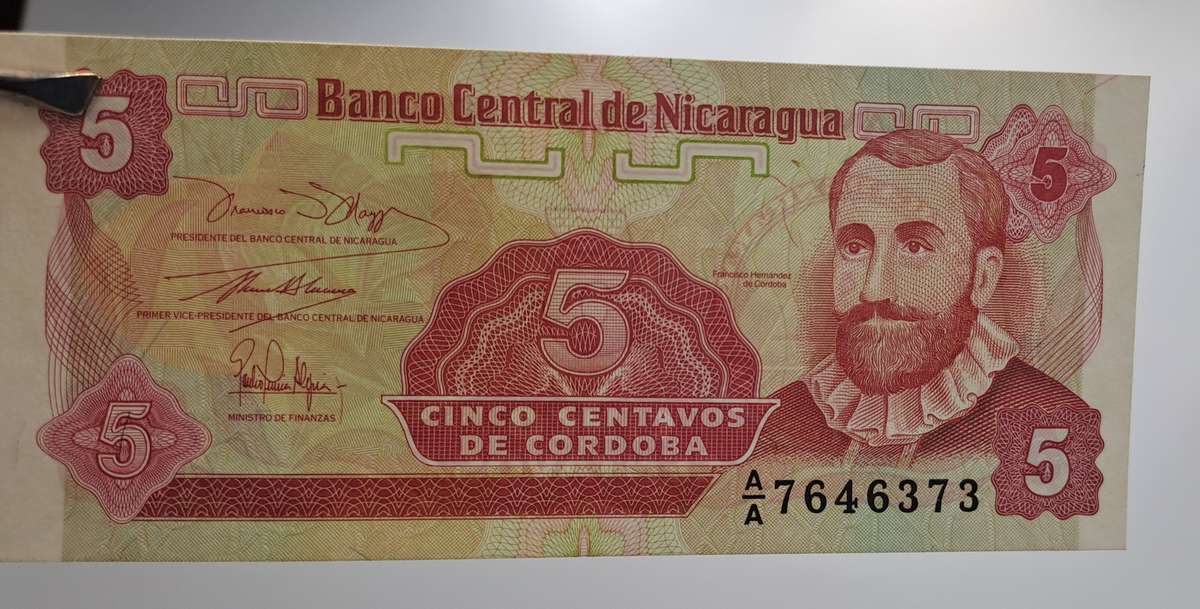 5
Banco Central de Nicaragua
5
Francisco
PRESIDENTE DEL BANCO CENTRAL DE NICARAGUA
PRIMER VICE-PRESIDENTE DEL BANCO CENTRAL DE NICARAGUA
MINISTRO DE FINANZAS
5
Francisco Hernandez
de Cordoba
CINCO CENTAVOS
DE CORDOBA
5
A/A 7646373
5